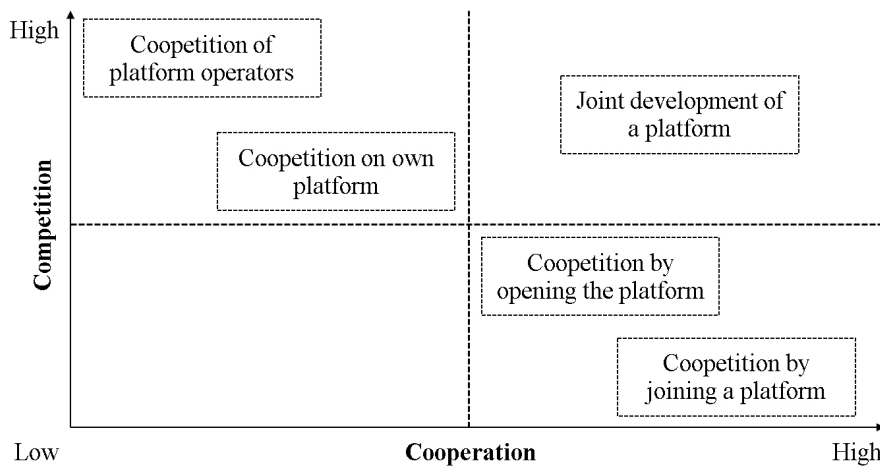 High
Coopetition of
platform operators
Joint development of
a platform
Coopetition on own
platform
Competition
Coopetition by
opening the platform
Coopetition by
joining a platform
Low
Cooperation
High